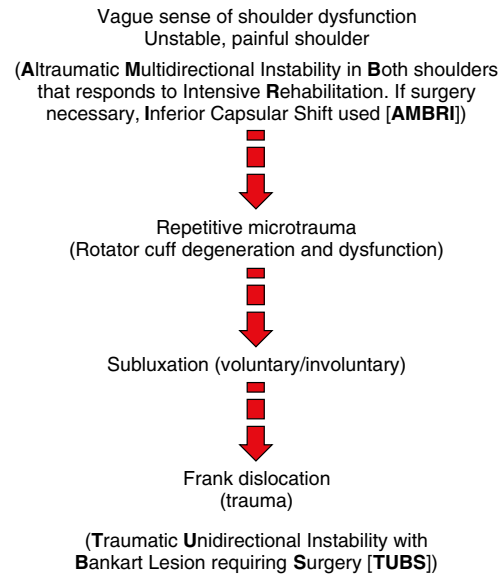 Vague sense of shoulder dysfunction
Unstable, painful shoulder
(Altraumatic Multidirectional Instability in Both shoulders
that responds to Intensive Rehabilitation. If surgery
necessary, Inferior Capsular Shift used [AMBRI])
Repetitive microtrauma
(Rotator cuff degeneration and dysfunction)
Subluxation (voluntary/involuntary)
Frank dislocation
(trauma)
(Traumatic Unidirectional Instability with
Bankart Lesion requiring Surgery [TUBS])